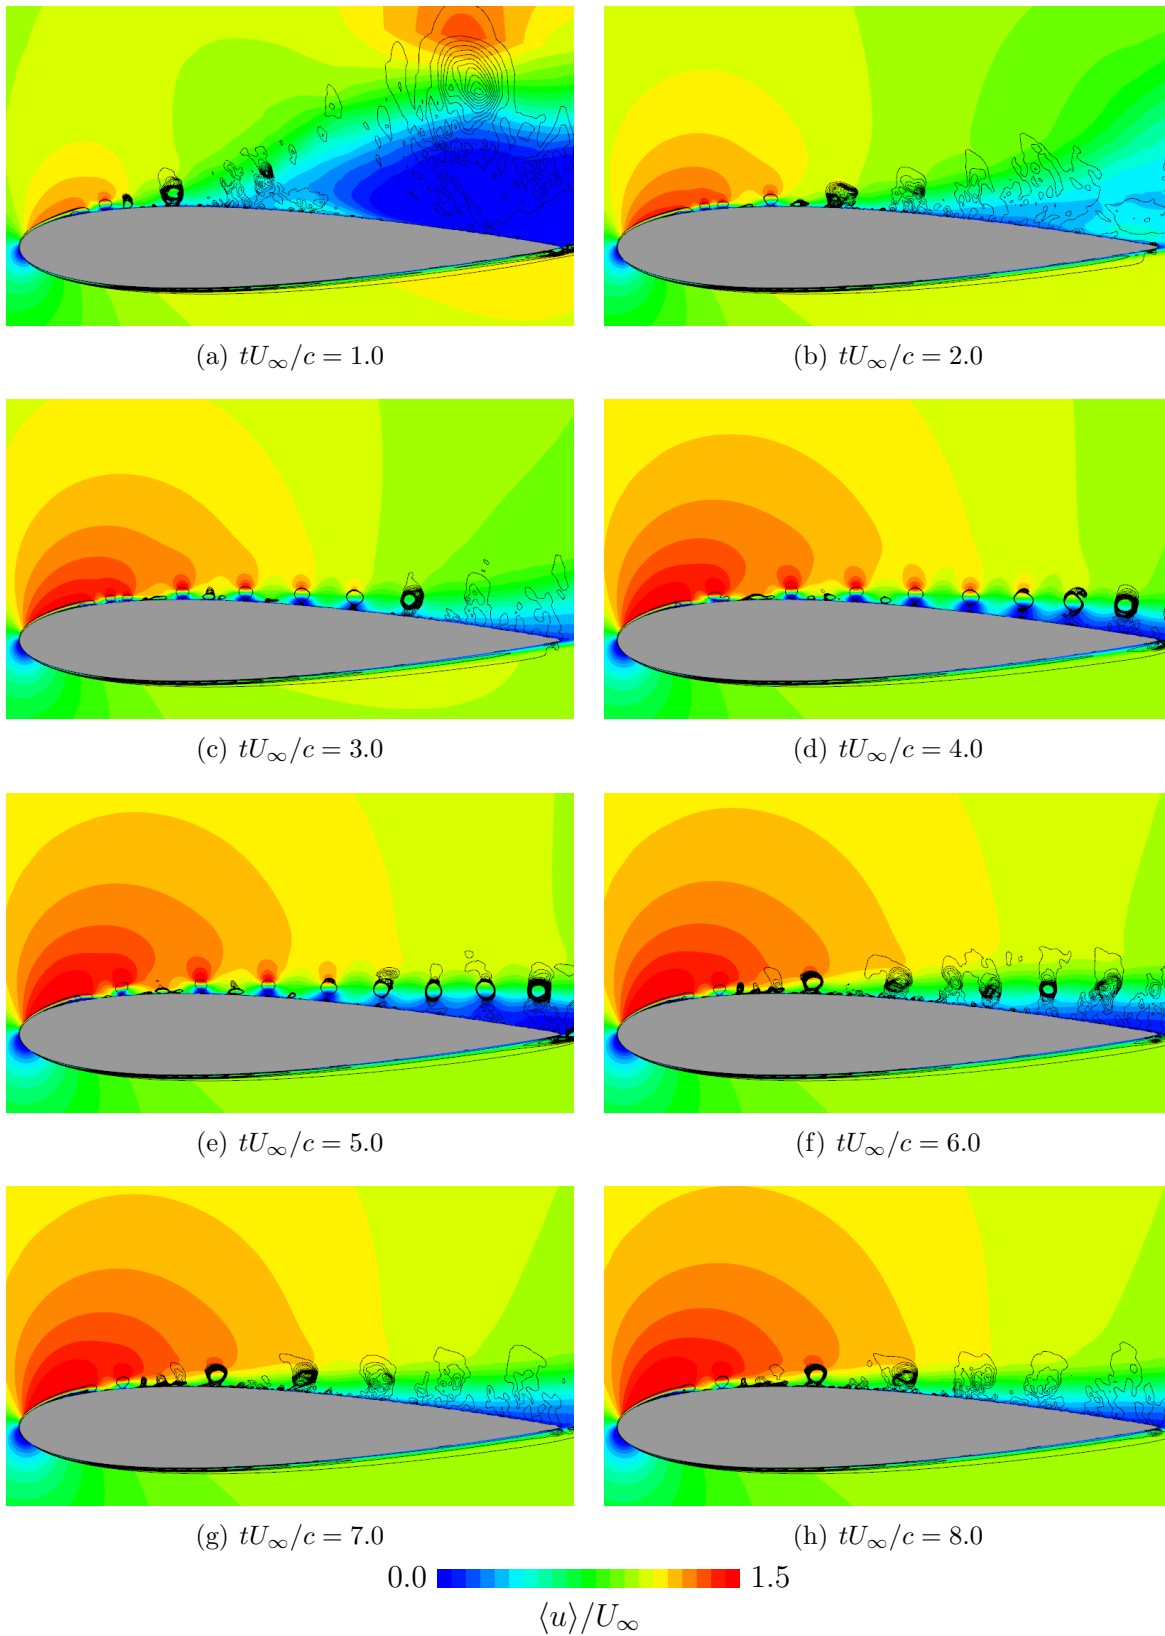 (a) tU∞/c = 1.0
(b) tU∞/c = 2.0
(c) tU∞/c = 3.0
(d) tU∞/c = 4.0
(e) tU∞/c = 5.0
(f) tU∞/c = 6.0
(g) tU∞/c = 7.0
(h) tU∞/c = 8.0
0.0 1.5
⟨u⟩/U∞